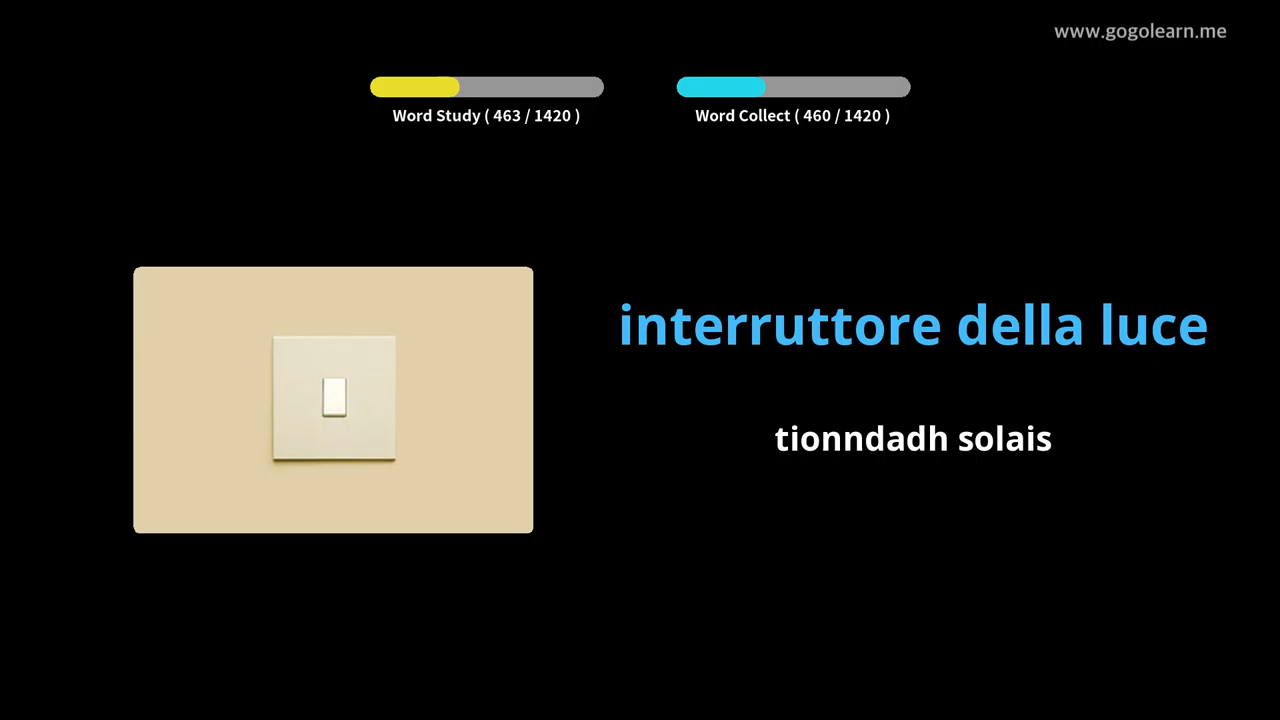 www.gogolearn.me
Word Study ( 463 / 1420 )
Word Collect ( 460 / 1420 )
interruttore della luce
tionndadh solais